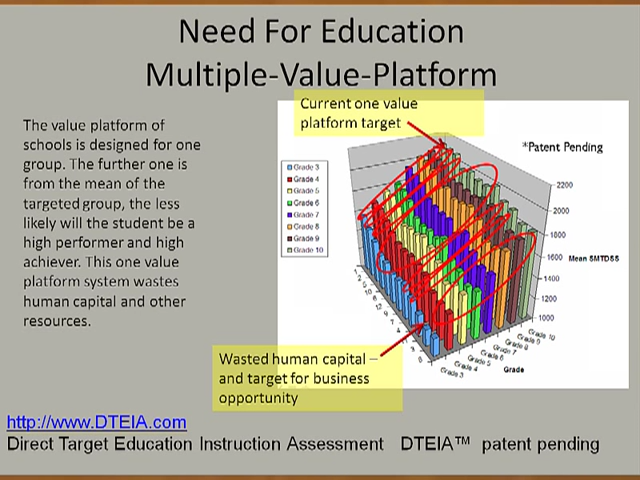 Need For Education
Multiple-Value-Platform
Current one value
platform target
The value platform of
schools is designed for one
group. The further one is
from the mean of the
targeted group, the less
likely will the student be a
high performer and high
achiever. This one value
platform system wastes
human capital and other
resources.
*Patent Pending
Grade 3
Grade 4
Grade 5
Grade 6
Grade 7
Grade 8
Grade 9
Grade 10
2200
2000
1800
1600
1400
1200
1000
Mean SMTDSS
Grade 10
Grade 9
Grade 8
Grade 7
Grade 6
Grade 5
Grade 4
Grade 3
Grade
Wasted human capital –
and target for business
opportunity
http://www.DTEIA.com
Direct Target Education Instruction Assessment DTEIA™ patent pending